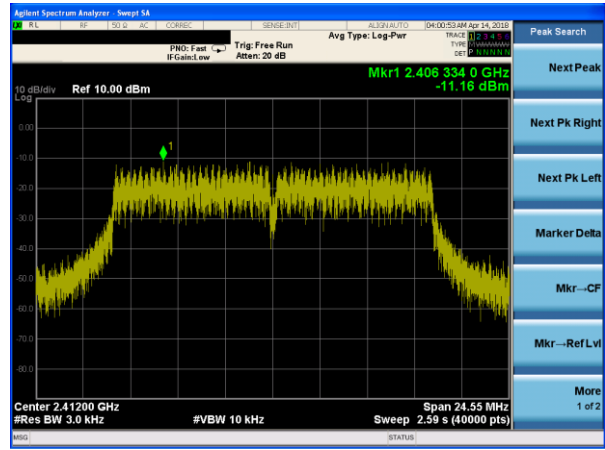 Agilent Spectrum Analyzer - Swept SA
RL RF 50 Ω AC CORREC SENSE:INT ALIGN AUTO 04:00:53 AM Apr 14, 2018
Avg Type: Log-Pwr
TRACE 1 2 3 4 5 6
TYPE M WWWWW
DET P N N N N N
PNO: Fast
IFGain:Low
Trig: Free Run
Atten: 20 dB
Peak Search
Mkr1 2.406 334 0 GHz
-11.16 dBm
10 dB/div Ref 10.00 dBm
Log
1
0.00
-10.0
-20.0
-30.0
-40.0
-50.0
-60.0
-70.0
-80.0
Center 2.41200 GHz
Span 24.55 MHz
#Res BW 3.0 kHz
#VBW 10 kHz
Sweep 2.59 s (40000 pts)
MSG
STATUS
Next Peak
Next Pk Right
Next Pk Left
Marker Delta
Mkr→CF
Mkr→Ref Lvl
More
1 of 2